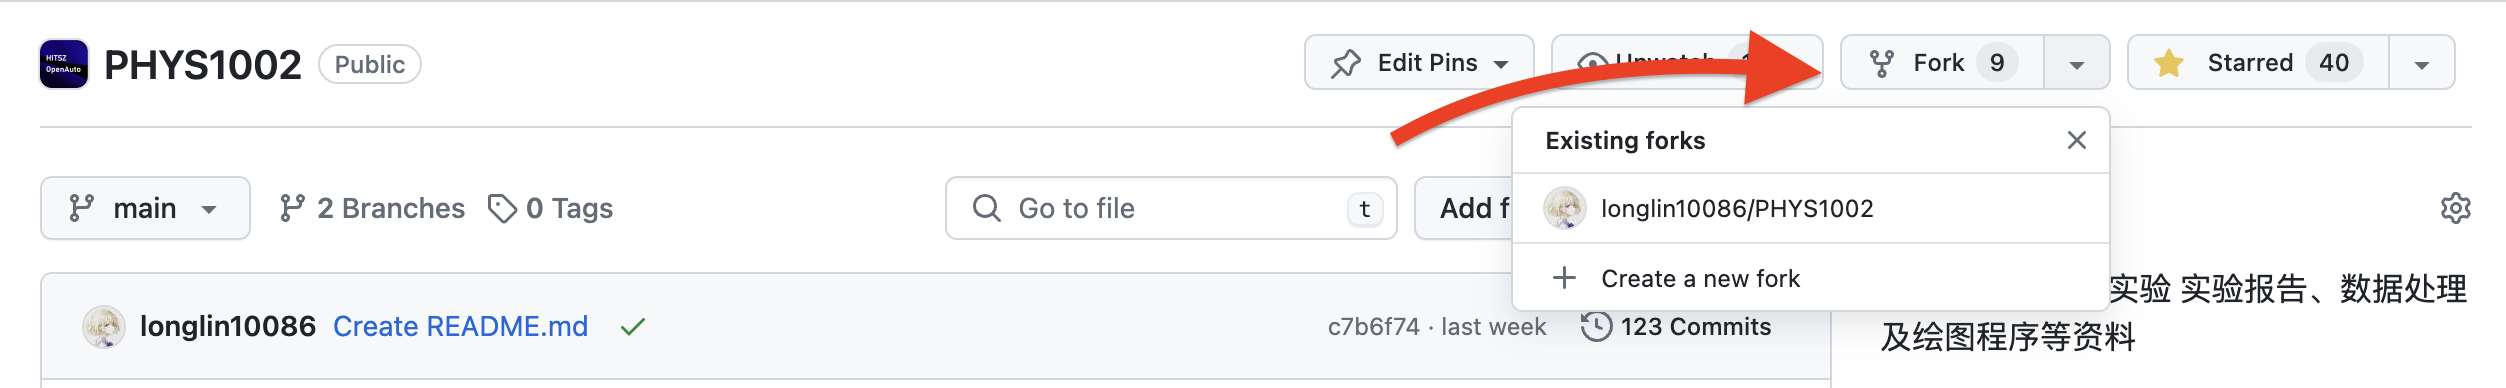 HITSZ
OpenAuto
PHYS1002
Public
Edit Pins
Unwatch
Fork 9
Starred 40
Existing forks
longlin10086/PHYS1002
Create a new fork
main
2 Branches
0 Tags
Go to file
t
Add f
longlin10086 Create README.md
c7b6f74 · last week
123 Commits
实验 实验报告、数据处理
及绘图程序等资料